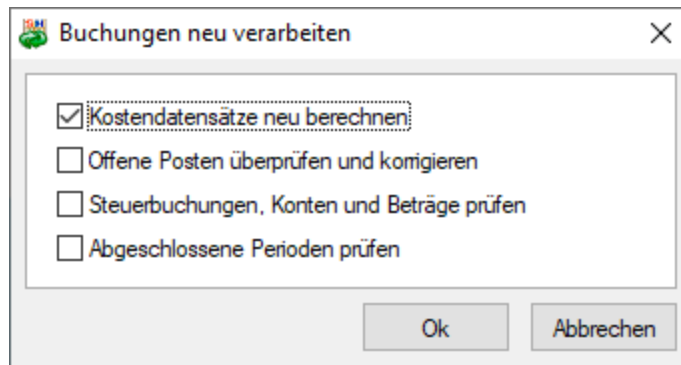 Buchungen neu verarbeiten
Kostendatensätze neu berechnen
Offene Posten überprüfen und korrigieren
Steuerbuchungen, Konten und Beträge prüfen
Abgeschlossene Perioden prüfen
Ok Abbrechen